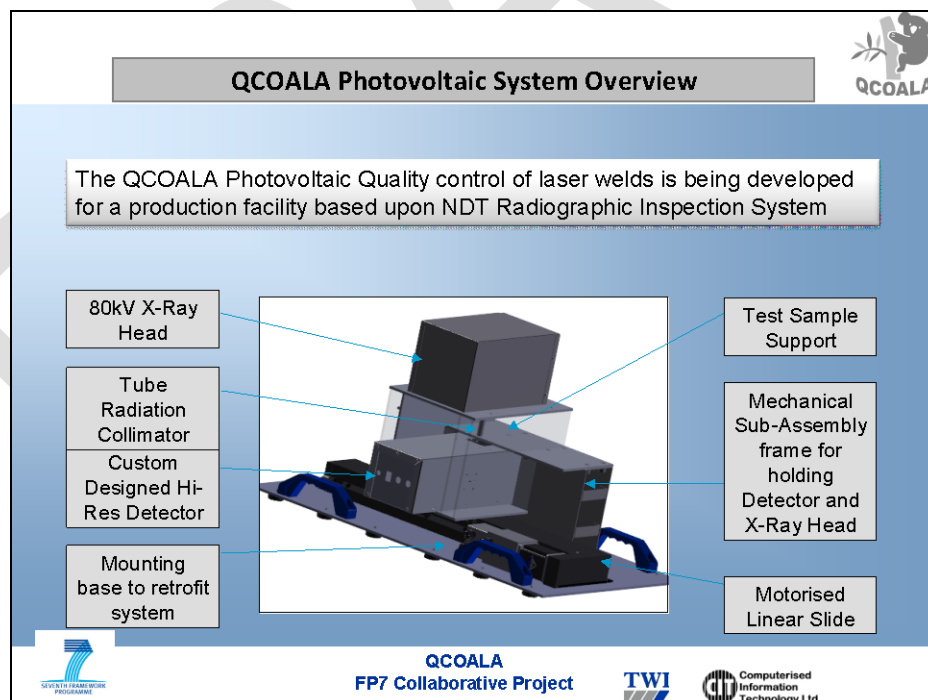 QCOALA Photovoltaic System Overview
QCOALA
The QCOALA Photovoltaic Quality control of laser welds is being developed
for a production facility based upon NDT Radiographic Inspection System
80kV X-Ray
Head
Tube
Radiation
Collimator
Custom
Designed Hi-
Res Detector
Mounting
base to retrofit
system
Test Sample
Support
Mechanical
Sub-Assembly
frame for
holding
Detector and
X-Ray Head
Motorised
Linear Slide
SEVENTH FRAMEWORK
PROGRAMME
QCOALA
FP7 Collaborative Project
TWI
CIT
Computerised
Information
Technology Ltd